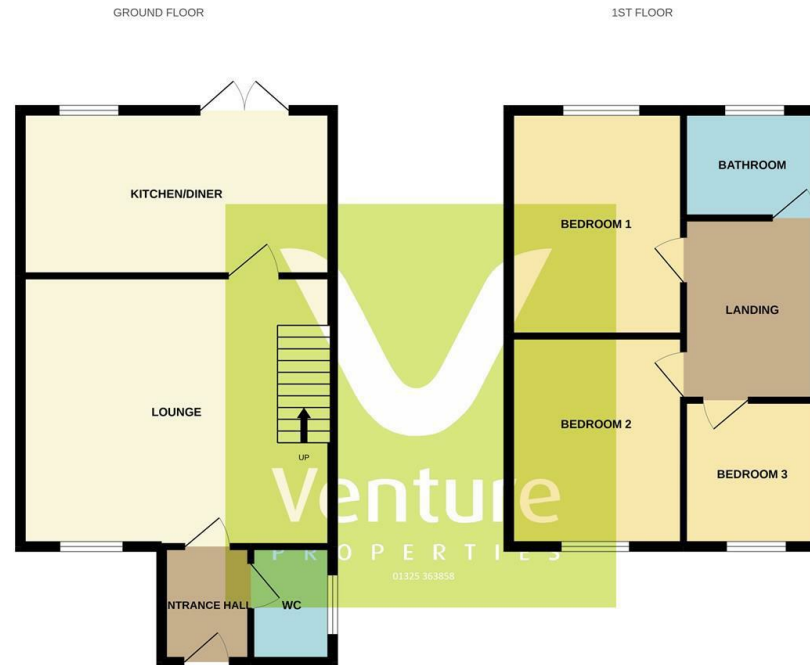 GROUND FLOOR
1ST FLOOR
KITCHEN/DINER
BATHROOM
BEDROOM 1
LANDING
LOUNGE
BEDROOM 2
UP
BEDROOM 3
Venture
PROPERTIES
01325 363858
NTRANCE HALL
WC